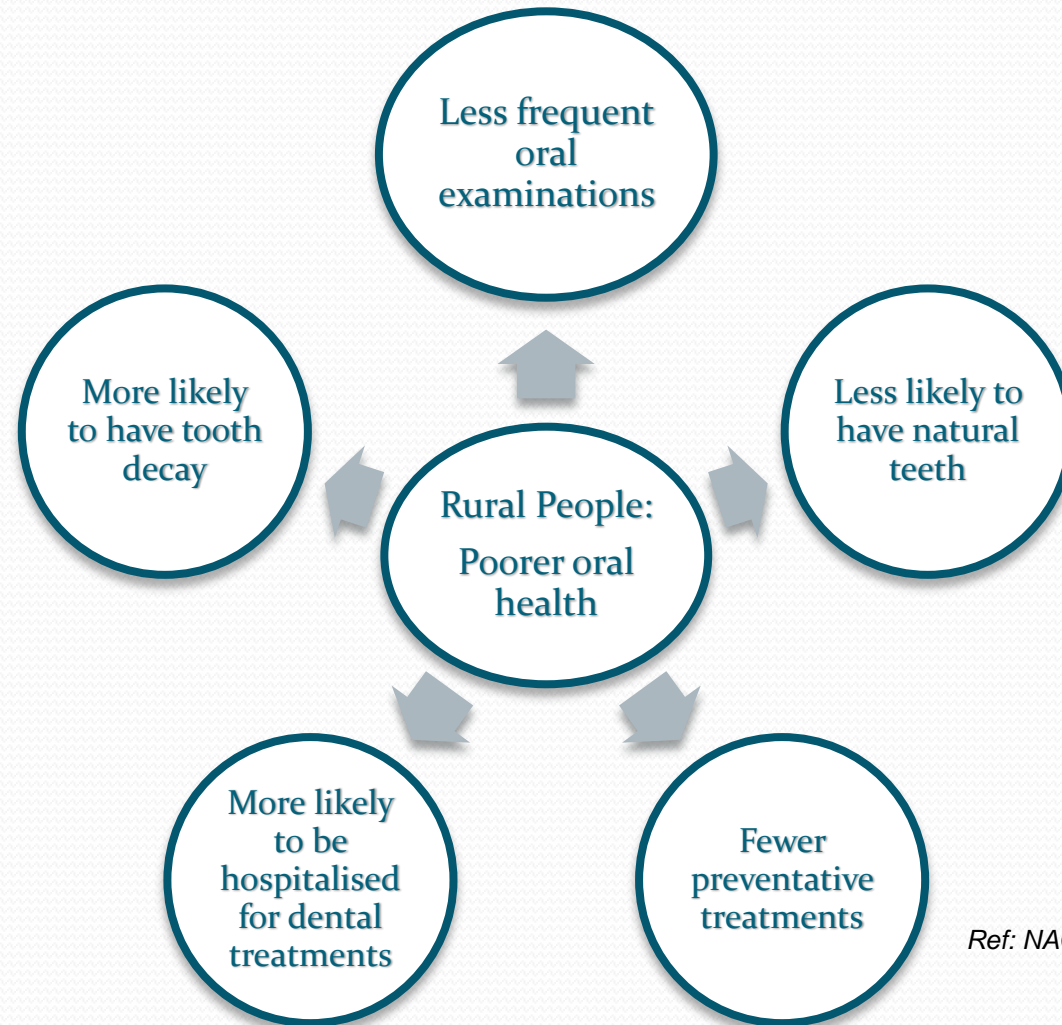 Less frequent
oral
examinations
More likely
to have tooth
decay
Less likely to
have natural
teeth
Rural People:
Poorer oral
health
More likely
to be
hospitalised
for dental
treatments
Fewer
preventative
treatments
Ref: